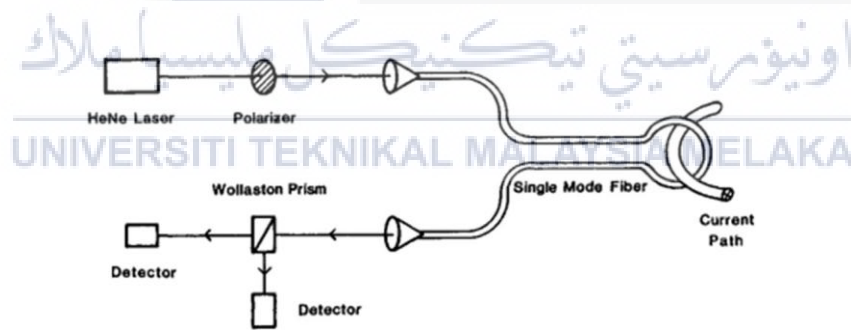 اونيورسيتي تيكنيكل مليسيا ملاك
HeNe Laser
Polarizer
UNIVERSITI TEKNIKAL MALAYSIA MELAKA
Wollaston Prism
Single Mode Fiber
Current
Path
Detector
Detector